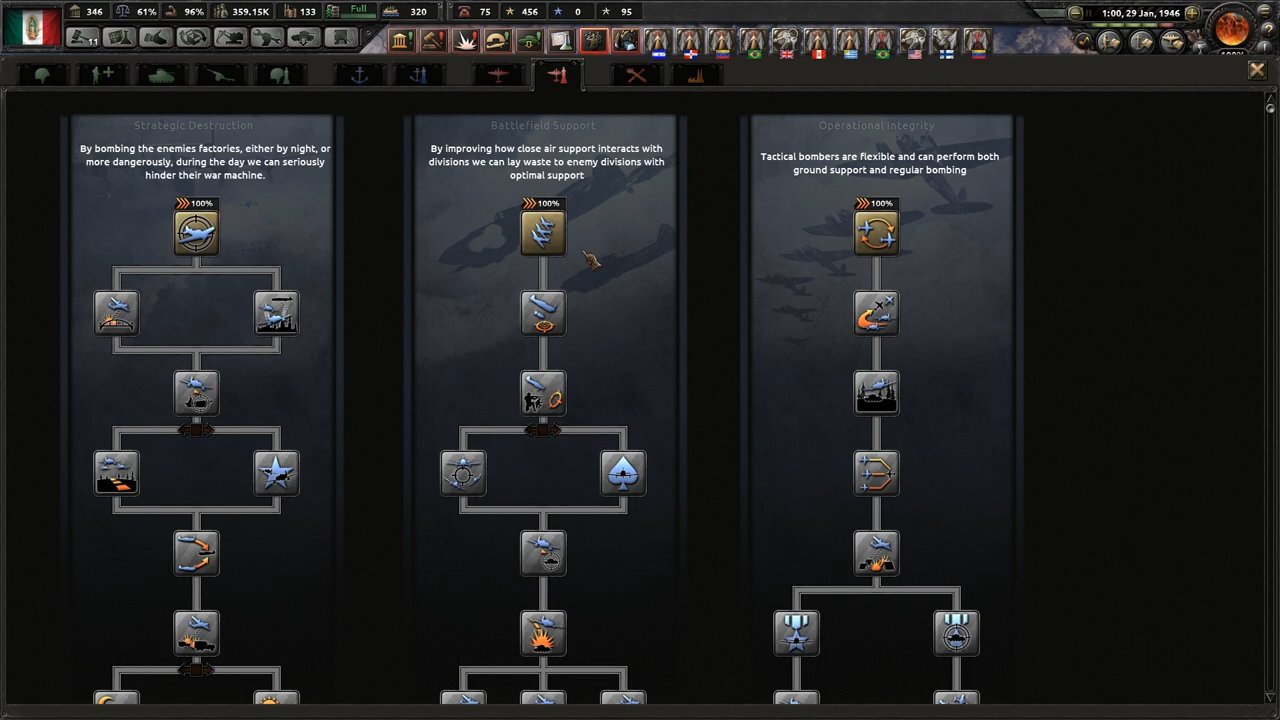 346 61% 96% 359.15K 133 Full 320 75 456 0 95 1:00, 29 Jan, 1946
11
100%
Strategic Destruction
By bombing the enemies factories, either by night, or
more dangerously, during the day we can seriously
hinder their war machine.
100%
Battlefield Support
By improving how close air support interacts with
divisions we can lay waste to enemy divisions with
optimal support
100%
Operational Integrity
Tactical bombers are flexible and can perform both
ground support and regular bombing
100%